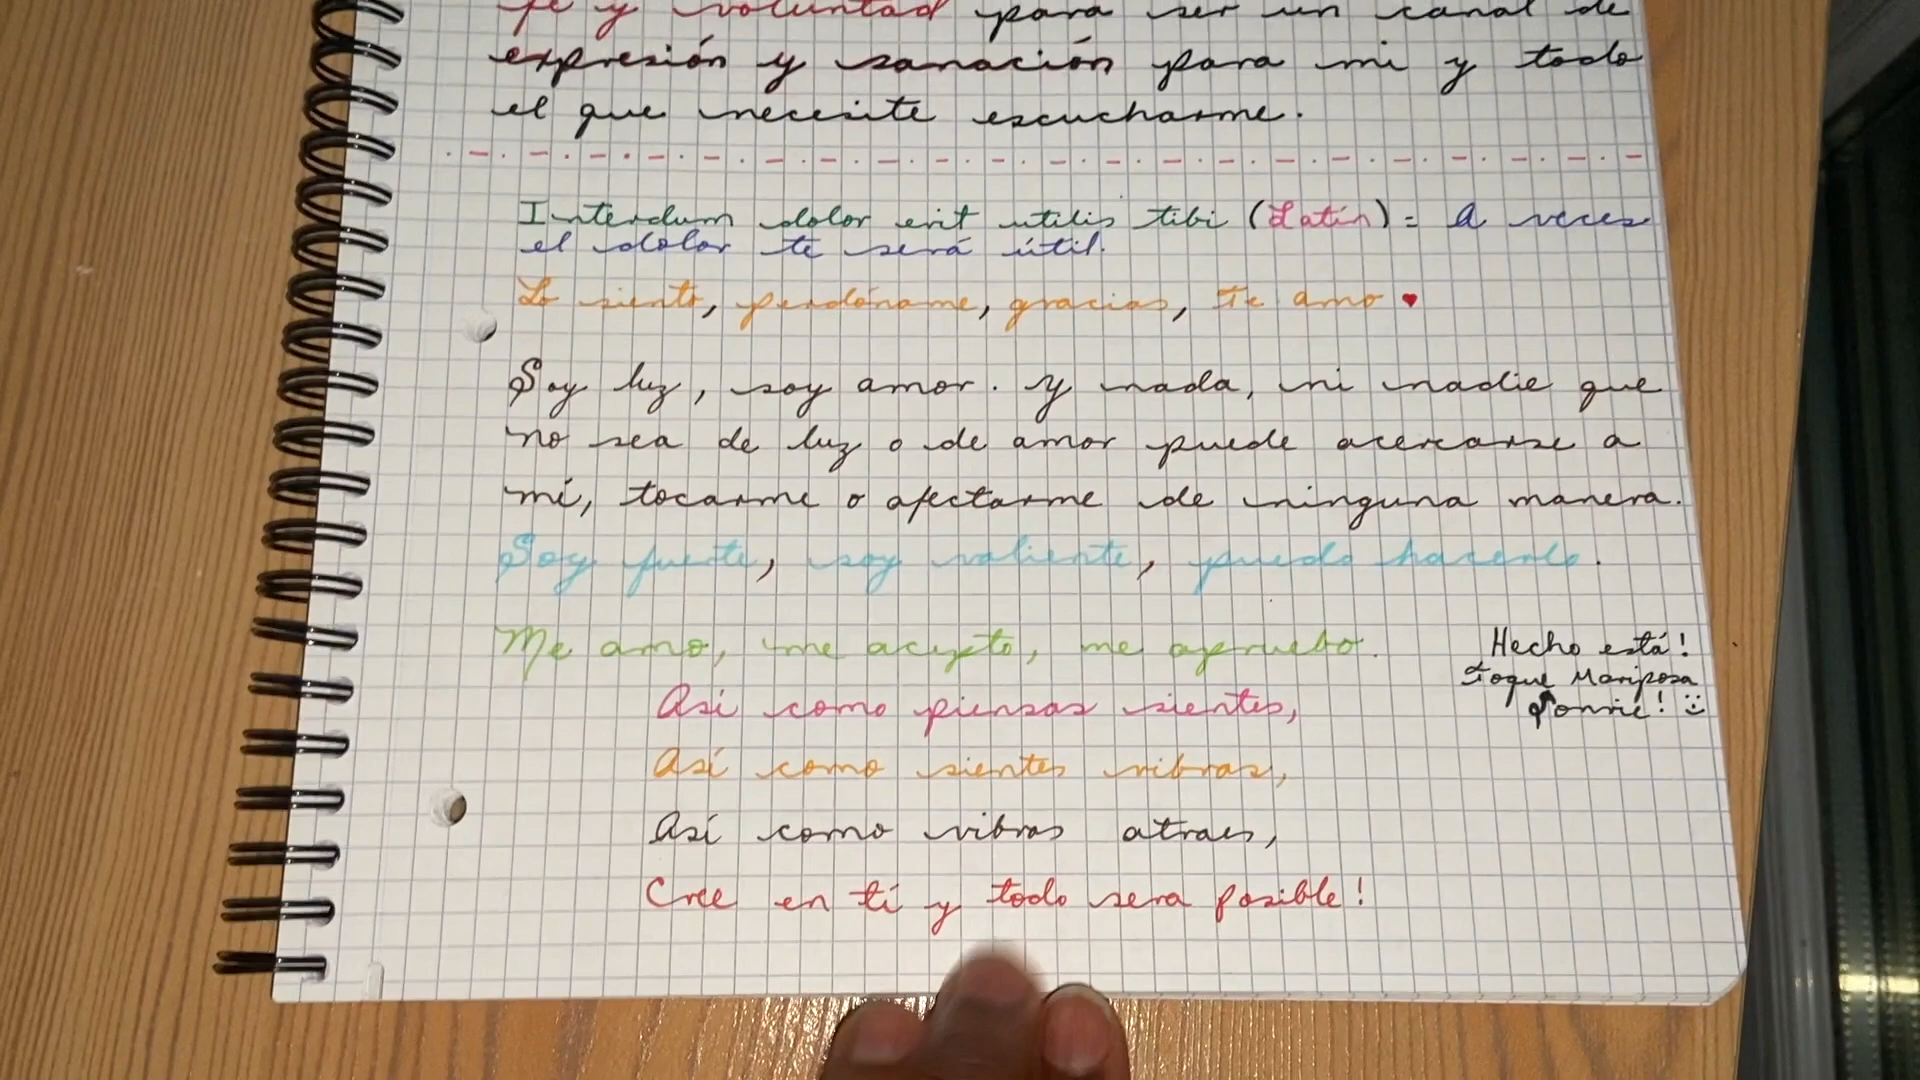 fe y voluntad para ser un canal de
expresión y sanación para mi y todo
el que necesite escucharme.
Interdum dolor erit utilis tibi (Latín) = A veces
el dolor te será útil.
Lo siento, perdóname, gracias, te amo
Soy luz, soy amor. y nada, ni nadie que
no sea de luz o de amor puede acercarse a
mí, tocarme o afectarme de ninguna manera.
Soy fuerte, soy valiente, puedo hacerlo.
Me amo, me acepto, me apruebo.
Hecho está!
Toque Mariposa
Sonríe! :)
Así como piensas sientes,
Así como sientes vibras,
Así como vibras atraes,
Cree en tí y todo sera posible!